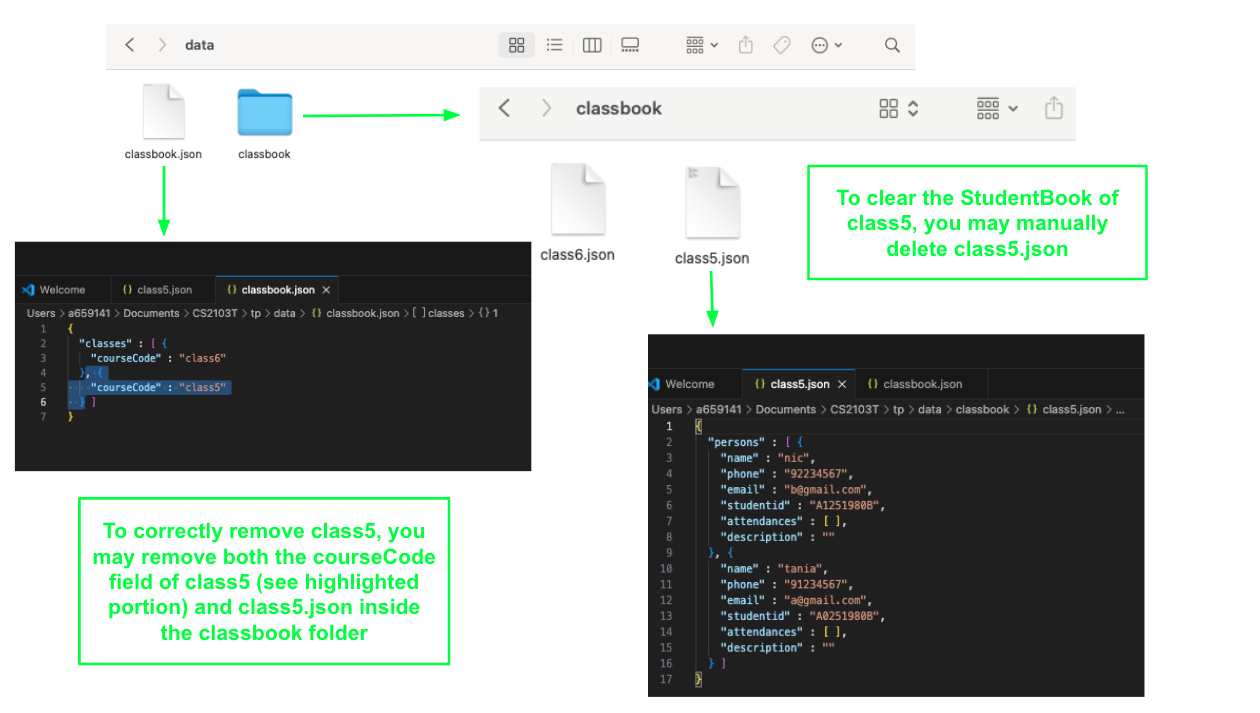 data
classbook.json
classbook
classbook
class6.json
class5.json
To clear the StudentBook of
class5, you may manually
delete class5.json
Welcome
{} class5.json
{} classbook.json ×
Users > a659141 > Documents > CS2103T > tp > data > {} classbook.json > [ ] classes > {} 1
1 {
2 "classes" : [ {
3 "courseCode" : "class6"
4 }, {
5 "courseCode" : "class5"
6 } ]
7 }
To correctly remove class5, you
may remove both the courseCode
field of class5 (see highlighted
portion) and class5.json inside
the classbook folder
Welcome
{} class5.json ×
{} classbook.json
Users > a659141 > Documents > CS2103T > tp > data > classbook > {} class5.json > ...
1 {
2 "persons" : [ {
3 "name" : "nic",
4 "phone" : "92234567",
5 "email" : "b@gmail.com",
6 "studentid" : "A1251980B",
7 "attendances" : [ ],
8 "description" : ""
9 }, {
10 "name" : "tania",
11 "phone" : "91234567",
12 "email" : "a@gmail.com",
13 "studentid" : "A0251980B",
14 "attendances" : [ ],
15 "description" : ""
16 } ]
17 }